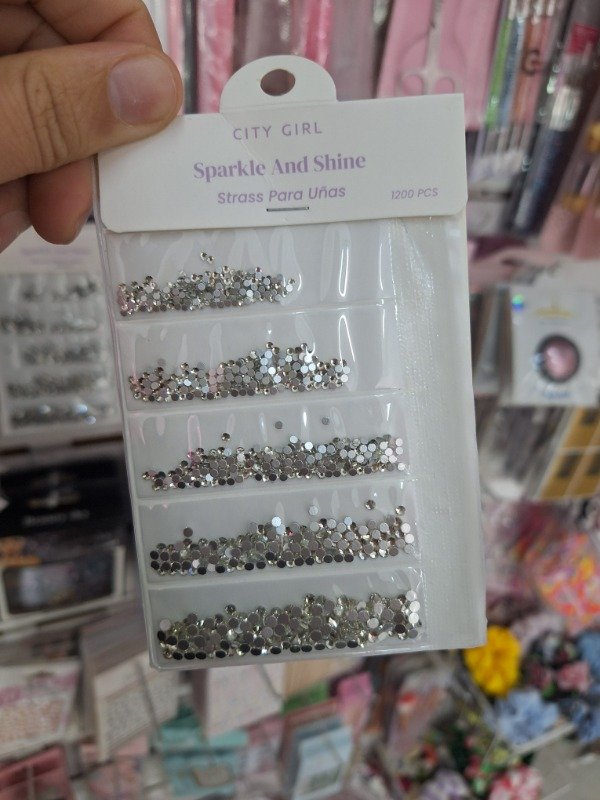 CITY GIRL
Sparkle And Shine
Strass Para Uñas
1200 PCS